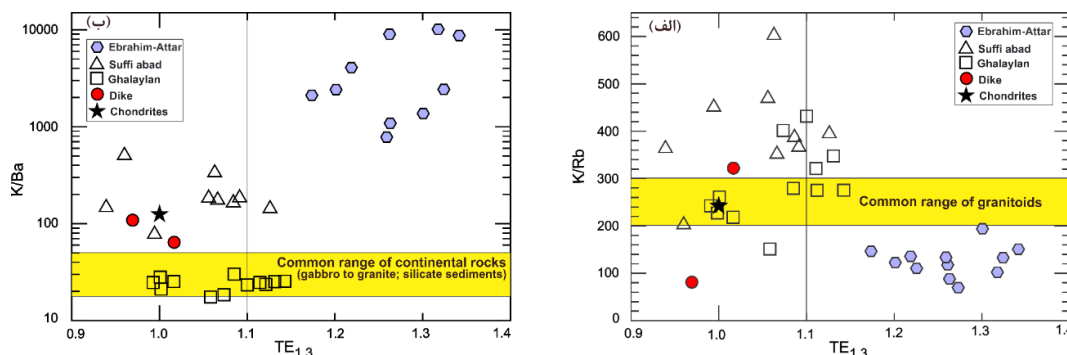 (ب)
K/Ba
10000
1000
100
10
Ebrahim-Attar
Suffi abad
Ghalaylan
Dike
Chondrites
Common range of continental rocks
(gabbro to granite; silicate sediments)
0.9 1.0 1.1 1.2 1.3 1.4
TE1.3
(الف)
K/Rb
600
500
400
300
200
100
0
Ebrahim-Attar
Suffi abad
Ghalaylan
Dike
Chondrites
Common range of granitoids
0.9 1.0 1.1 1.2 1.3 1.4
TE1.3